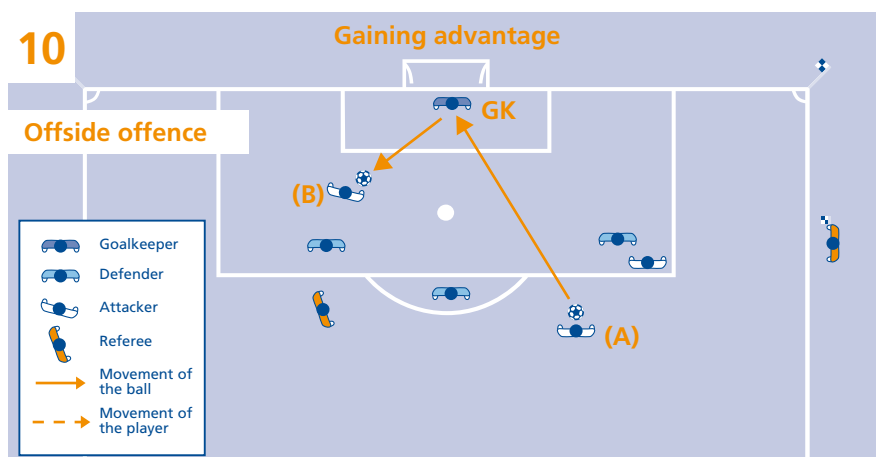 10
Gaining advantage
GK
Offside offence
(B)
(A)
Goalkeeper
Defender
Attacker
Referee
Movement of
the ball
Movement of
the player